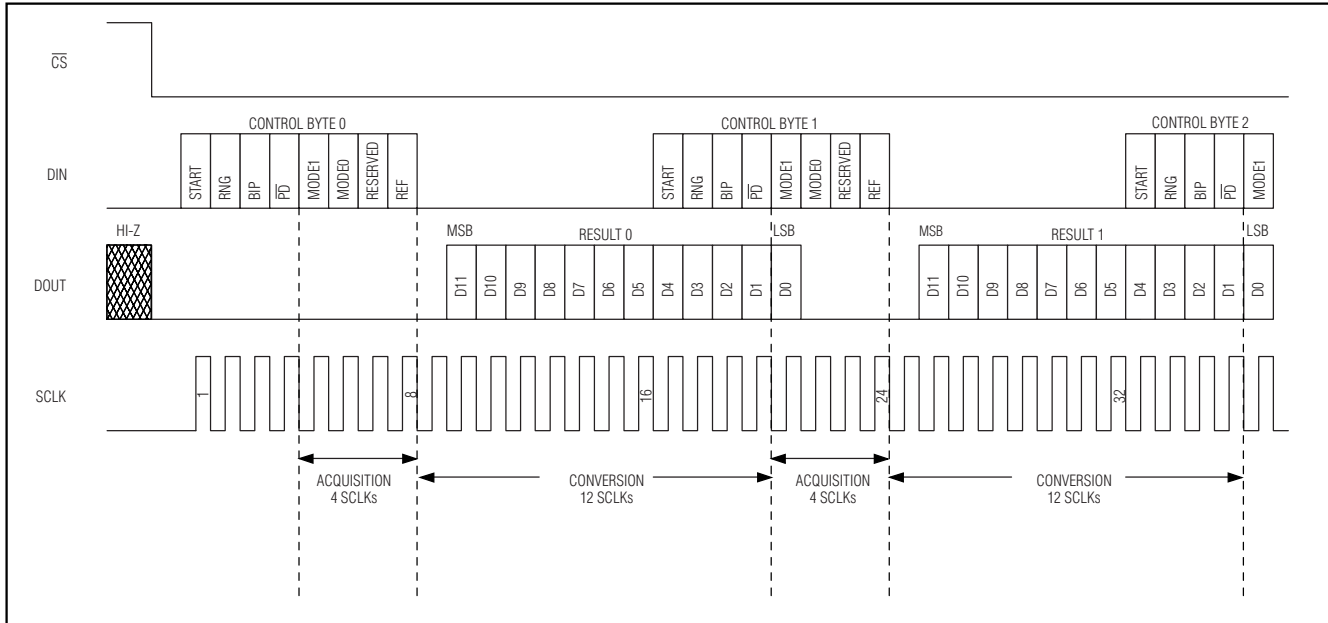 CS
CONTROL BYTE 0 CONTROL BYTE 1 CONTROL BYTE 2
DIN
START RNG BIP PD MODE1 MODE0 RESERVED REF START RNG BIP PD MODE1 MODE0 RESERVED REF START RNG BIP PD MODE1
HI-Z MSB RESULT 0 LSB MSB RESULT 1 LSB
DOUT
D11 D10 D9 D8 D7 D6 D5 D4 D3 D2 D1 D0 D11 D10 D9 D8 D7 D6 D5 D4 D3 D2 D1 D0
SCLK
1 8 16 24 32
ACQUISITION CONVERSION ACQUISITION CONVERSION
4 SCLKs 12 SCLKs 4 SCLKs 12 SCLKs